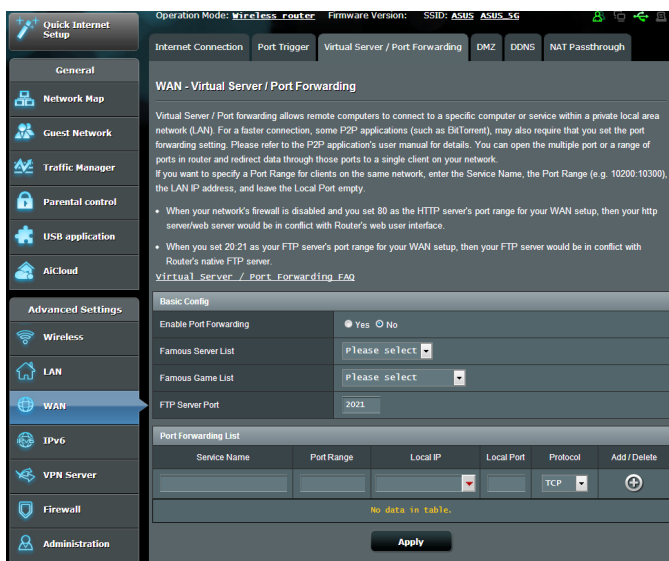 Quick Internet
Setup
General
Network Map
Guest Network
Traffic Manager
Parental control
USB application
AiCloud
Advanced Settings
Wireless
LAN
WAN
IPv6
VPN Server
Firewall
Administration
Operation Mode: Wireless router Firmware Version: SSID: ASUS ASUS_5G
Internet Connection Port Trigger Virtual Server / Port Forwarding DMZ DDNS NAT Passthrough
WAN - Virtual Server / Port Forwarding
Virtual Server / Port forwarding allows remote computers to connect to a specific computer or service within a private local area
network (LAN). For a faster connection, some P2P applications (such as BitTorrent), may also require that you set the port
forwarding setting. Please refer to the P2P application's user manual for details. You can open the multiple port or a range of
ports in router and redirect data through those ports to a single client on your network.
If you want to specify a Port Range for clients on the same network, enter the Service Name, the Port Range (e.g. 10200:10300),
the LAN IP address, and leave the Local Port empty.
• When your network's firewall is disabled and you set 80 as the HTTP server's port range for your WAN setup, then your http
server/web server would be in conflict with Router's web user interface.
• When you set 20:21 as your FTP server's port range for your WAN setup, then your FTP server would be in conflict with
Router's native FTP server.
Virtual Server / Port Forwarding FAQ
Basic Config
Enable Port Forwarding Yes No
Famous Server List Please select
Famous Game List Please select
FTP Server Port 2021
Port Forwarding List
Service Name Port Range Local IP Local Port Protocol Add / Delete
TCP
No data in table.
Apply